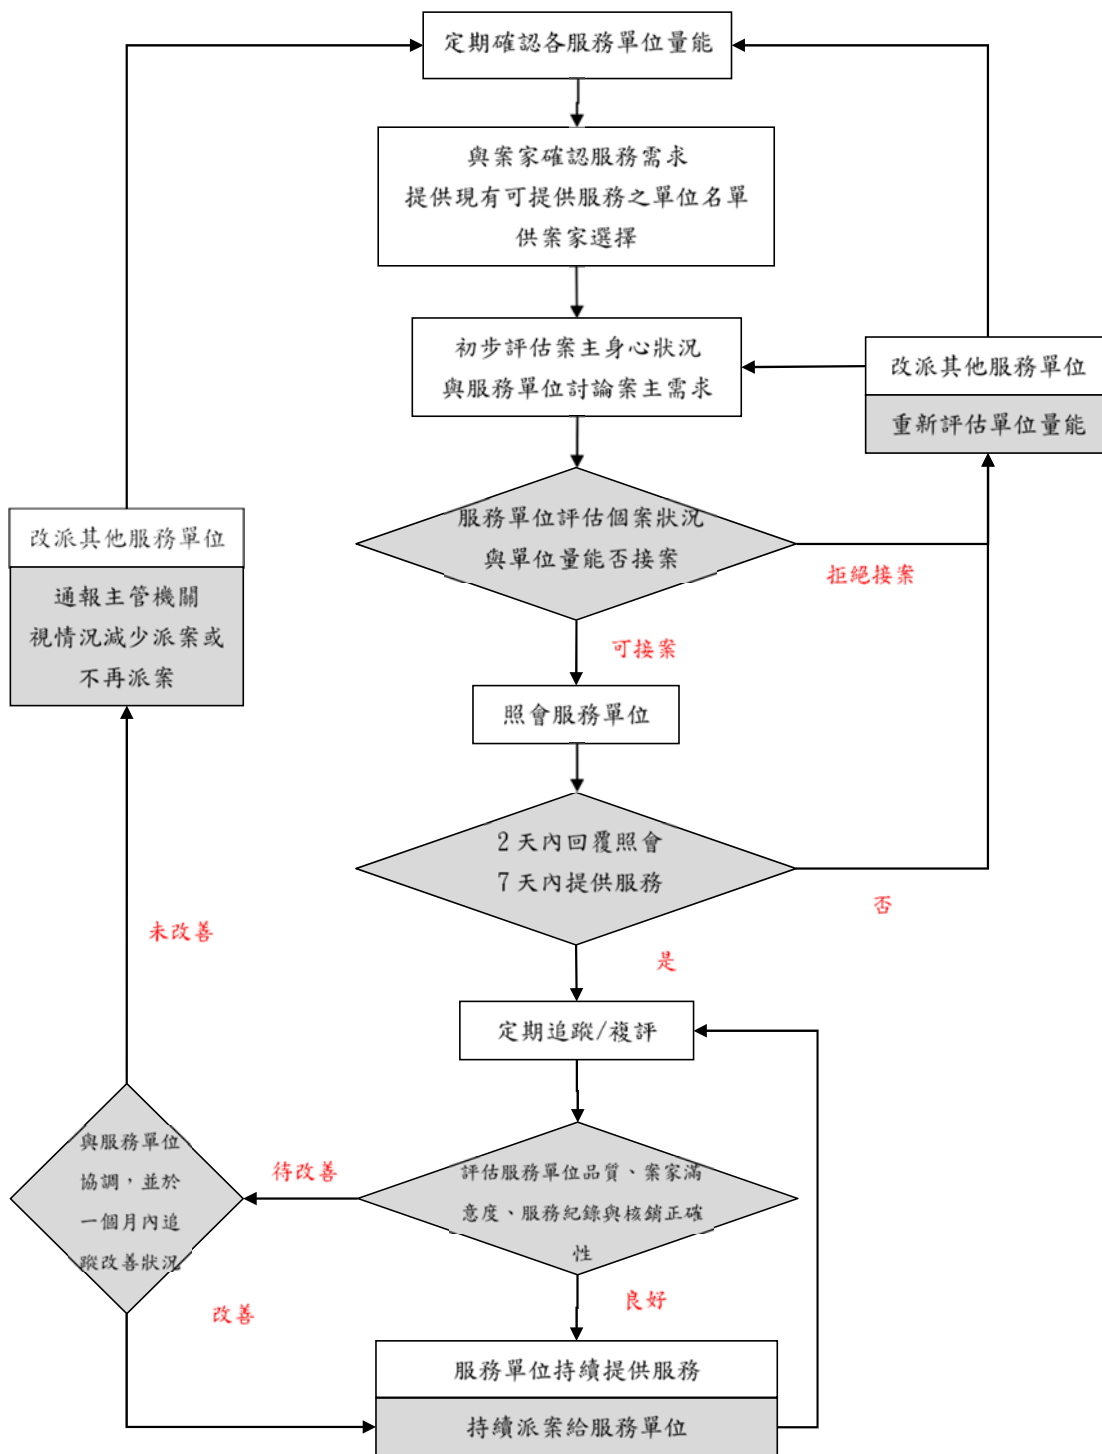 定期確認各服務單位量能
與案家確認服務需求
提供現有可提供服務之單位名單
供案家選擇
初步評估案主身心狀況
與服務單位討論案主需求
改派其他服務單位
重新評估單位量能
服務單位評估個案狀況
與單位量能否接案
拒絕接案
改派其他服務單位
通報主管機關
視情況減少派案或
不再派案
可接案
照會服務單位
2 天內回覆照會
7 天內提供服務
否
未改善
是
定期追蹤/複評
與服務單位
協調，並於
一個月內追
蹤改善狀況
待改善
評估服務單位品質、案家滿
意度、服務紀錄與核銷正確
性
改善
良好
服務單位持續提供服務
持續派案給服務單位